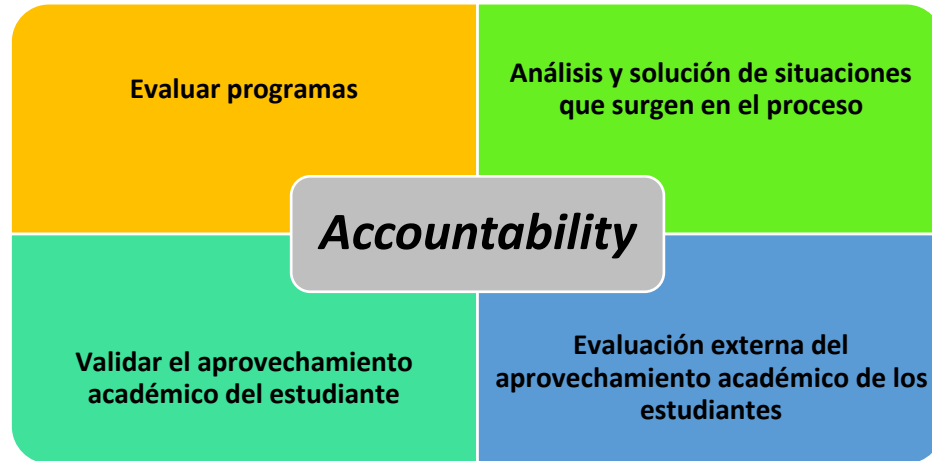 Evaluar programas
Análisis y solución de situaciones
que surgen en el proceso
Accountability
Validar el aprovechamiento
académico del estudiante
Evaluación externa del
aprovechamiento académico de los
estudiantes